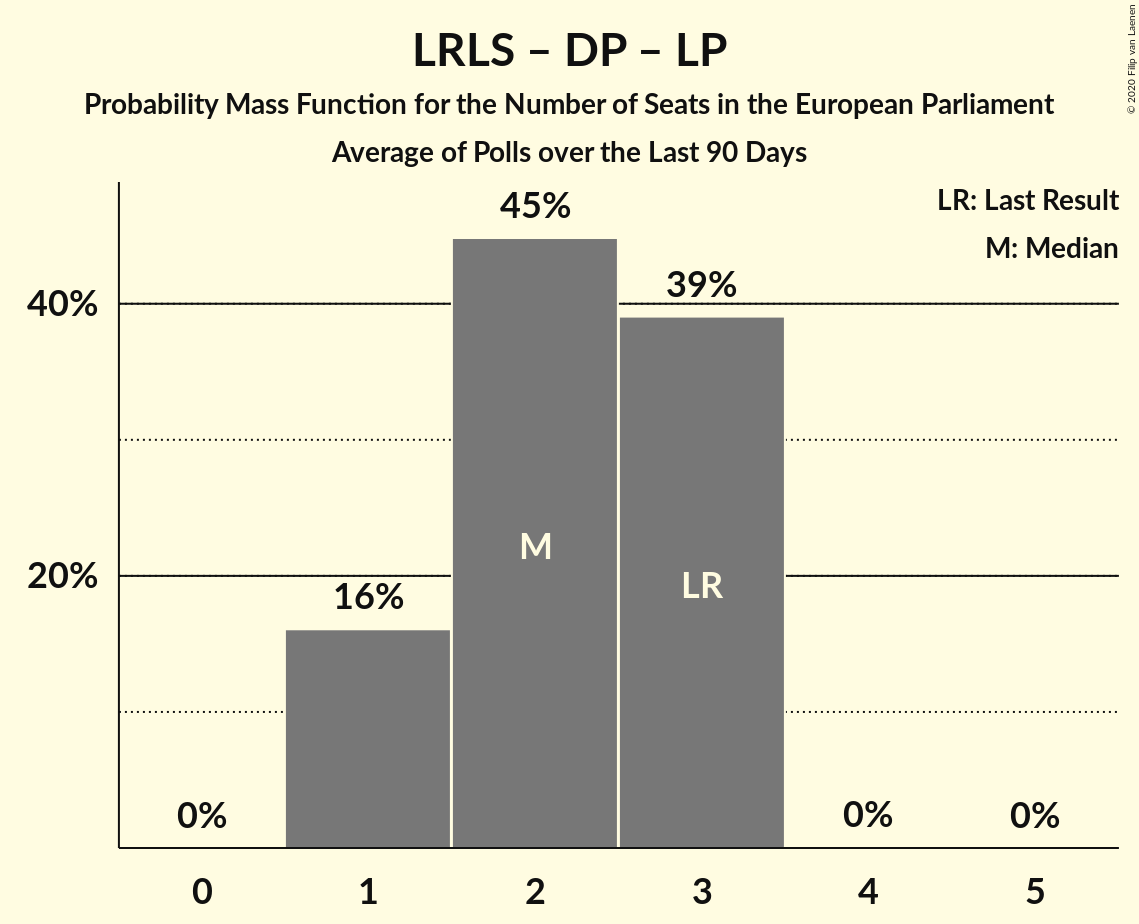 LRLS – DP – LP
Probability Mass Function for the Number of Seats in the European Parliament
Average of Polls over the Last 90 Days
© 2020 Filip van Laenen
LR: Last Result
M: Median
45%
39%
40%
M
LR
20%
16%
0%
0%
0%
0
1
2
3
4
5